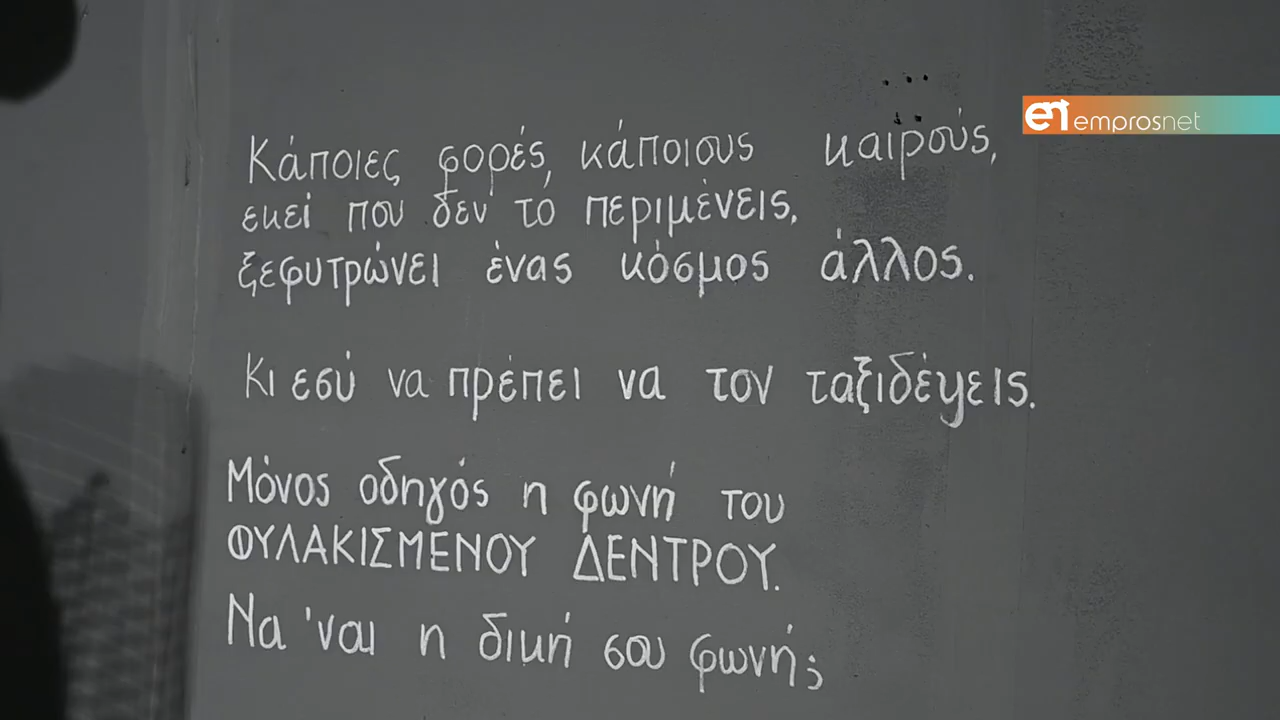 Κάποιες φορές, κάποιους καιρούς,
εκεί που δεν το περιμένεις,
ξεφυτρώνει ένας κόσμος άλλος.
Κι εσύ να πρέπει να τον ταξιδέψεις.
Μόνος οδηγός η φωνή του
ΦΥΛΑΚΙΣΜΕΝΟΥ ΔΕΝΤΡΟΥ.
Να 'ναι η δική σου φωνή;
en emprosnet